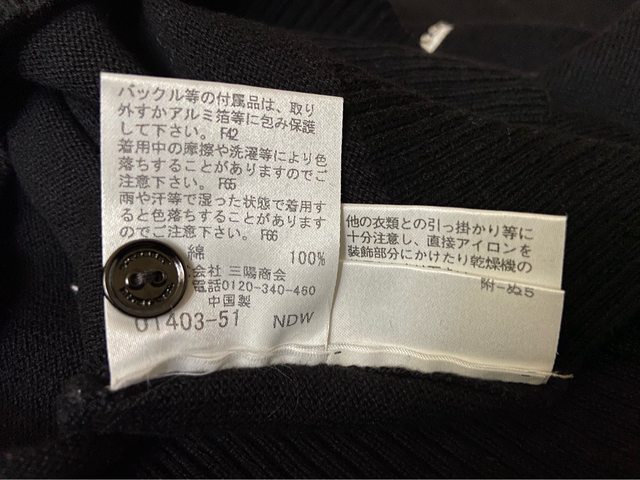 バックル等の付属品は、取り
外すかアルミ箔等に包み保護
して下さい。 F42
着用中の摩擦や洗濯等により色
落ちすることがありますのでご
注意下さい。 F65
雨や汗等で湿った状態で着用す
ると色落ちすることがあります
のでご注意下さい。 F66
綿 100%
会社 三陽商会
電話0120-340-460
中国製
01403-51 NDW
他の衣類との引っ掛かり等に
十分注意し、直接アイロンを
装飾部分にかけたり乾燥機の
附-ぬ5